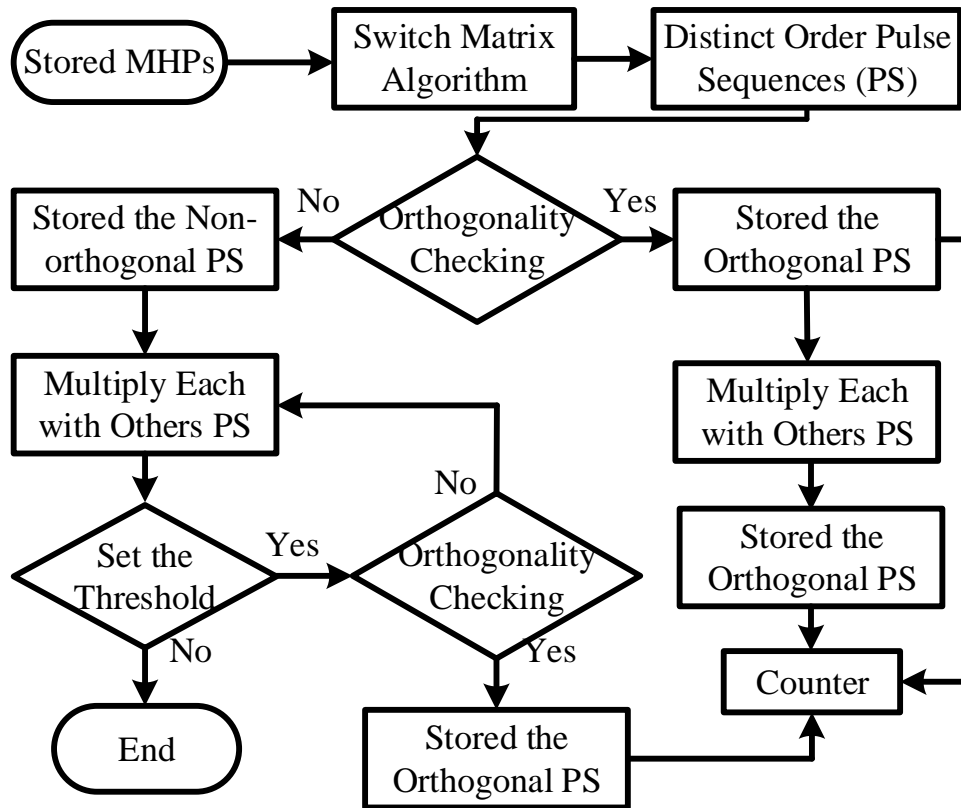 Stored MHPs
Switch Matrix
Algorithm
Distinct Order Pulse
Sequences (PS)
No
Orthogonality
Checking
Yes
Stored the Non-
orthogonal PS
Stored the
Orthogonal PS
Multiply Each
with Others PS
Multiply Each
with Others PS
No
Set the
Threshold
Yes
Orthogonality
Checking
Stored the
Orthogonal PS
No
Yes
Counter
End
Stored the
Orthogonal PS